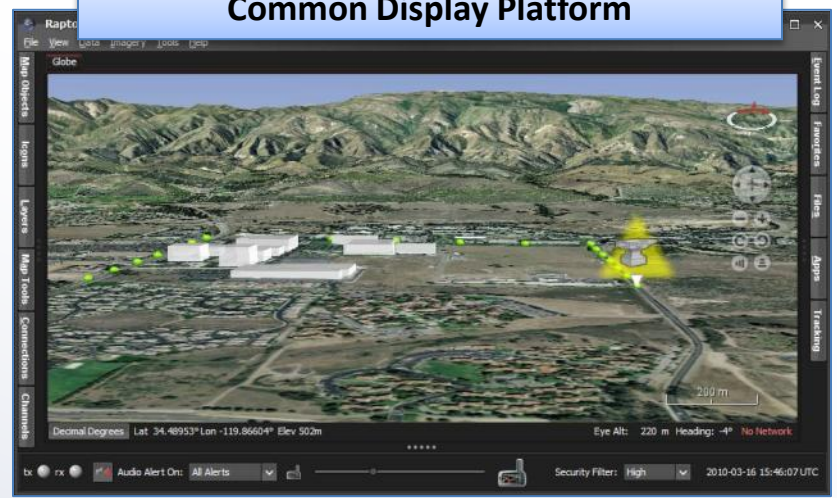 Common Display Platform
Rapto
File View Data Imagery Tools Help
Globe
Map Objects
Icons
Layers
Map Tools
Connections
Channels
Event Log
Favorites
Files
Apps
Tracking
200 m
Decimal Degrees Lat 34.48953° Lon -119.86604° Elev 502m
Eye Alt: 220 m Heading: -4° No Network
tx rx Audio Alert On: All Alerts Security Filter: High 2010-03-16 15:46:07 UTC